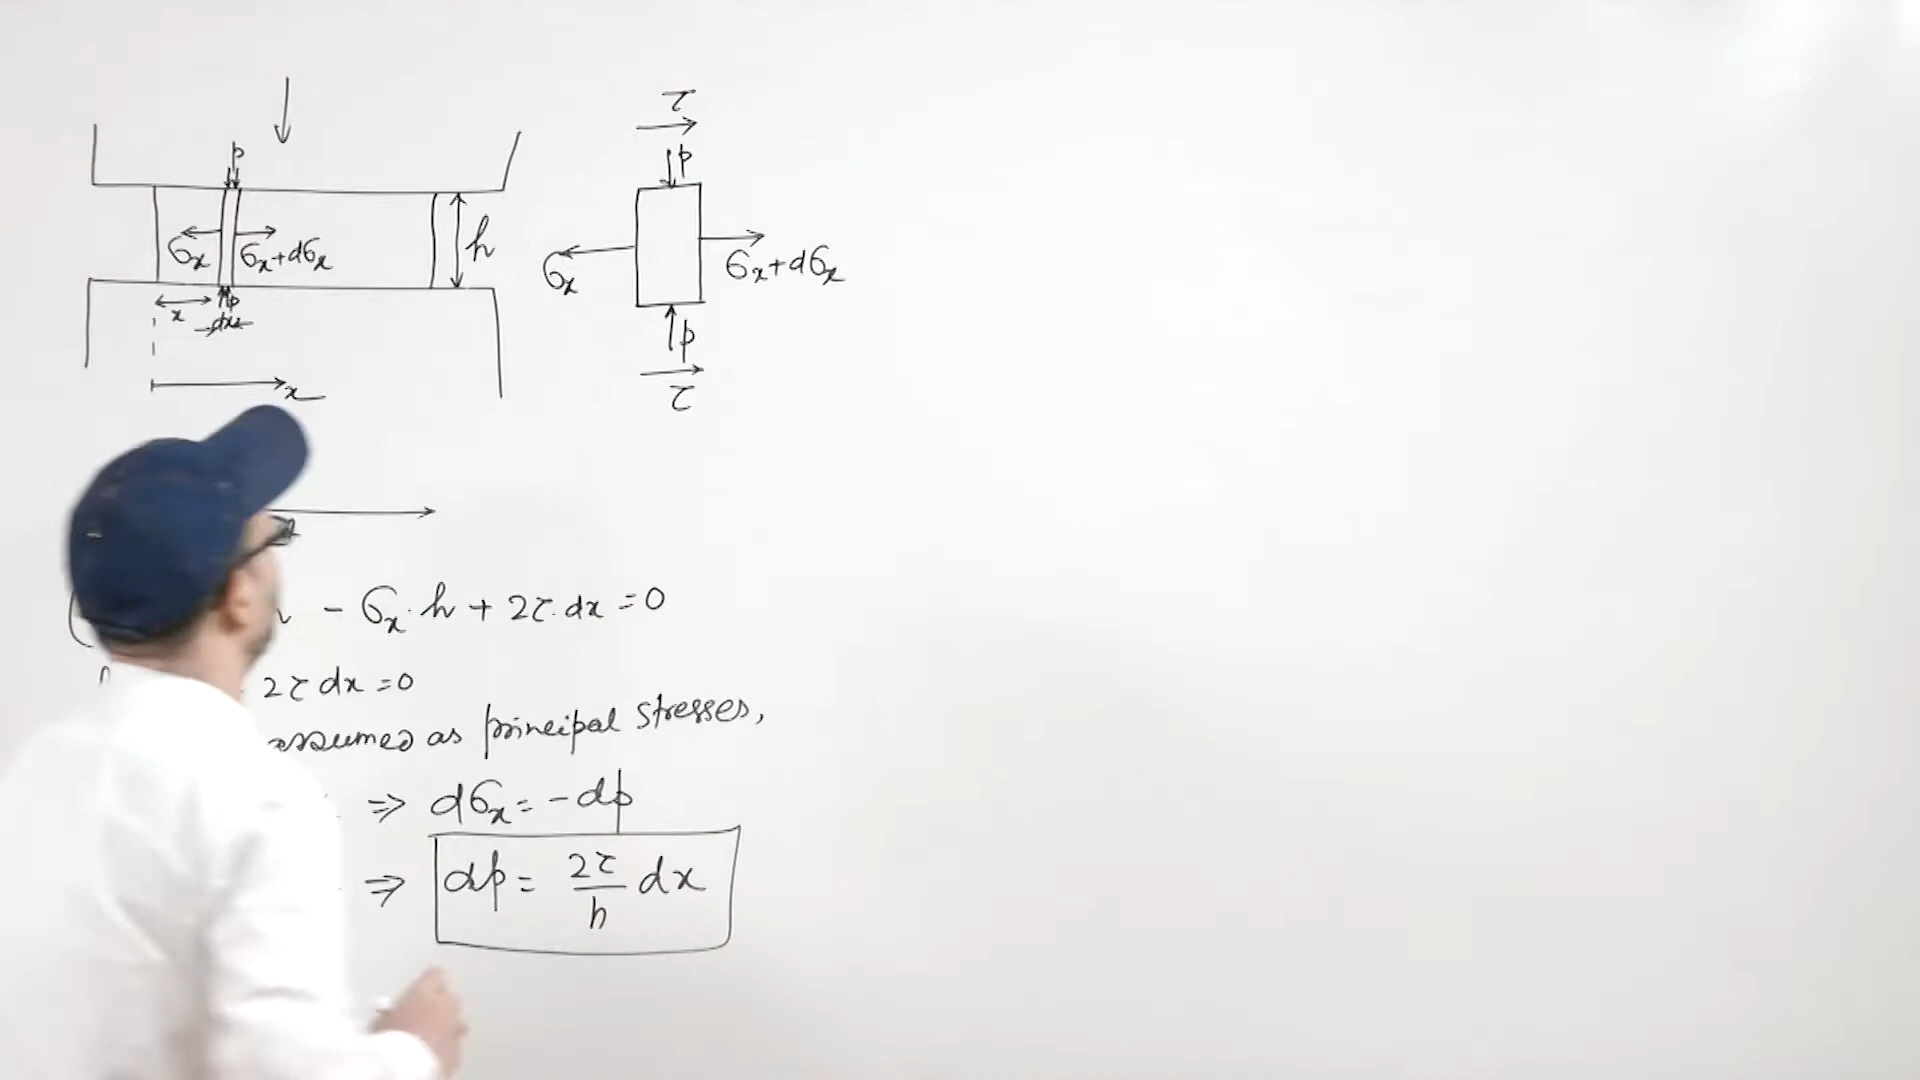 τ
p
p
h
σx
σx+dσx
σx
σx+dσx
p
x
dx
p
τ
x
- σx·h + 2τ·dx = 0
2τ dx = 0
assumed as principal stresses,
⇒ dσx = -dp
⇒ dp = 2τ/h dx